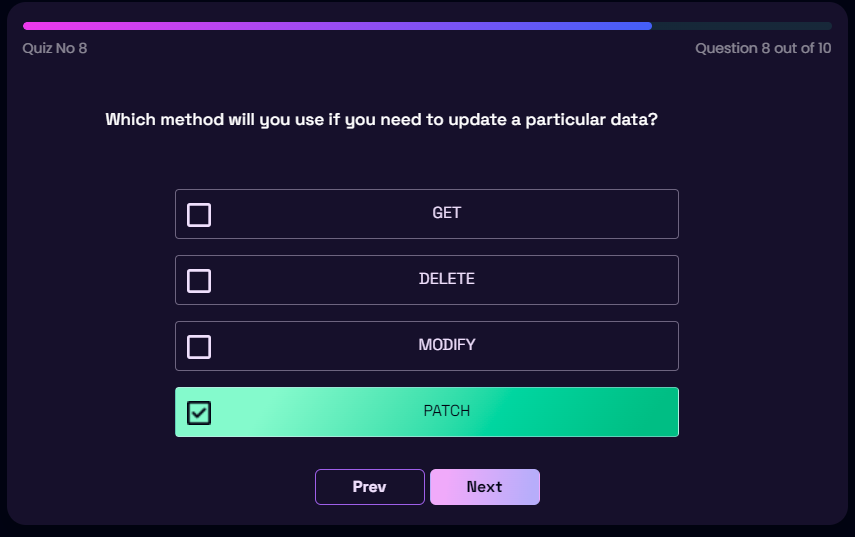 Quiz No 8
Question 8 out of 10
Which method will you use if you need to update a particular data?
GET
DELETE
MODIFY
PATCH
Prev
Next